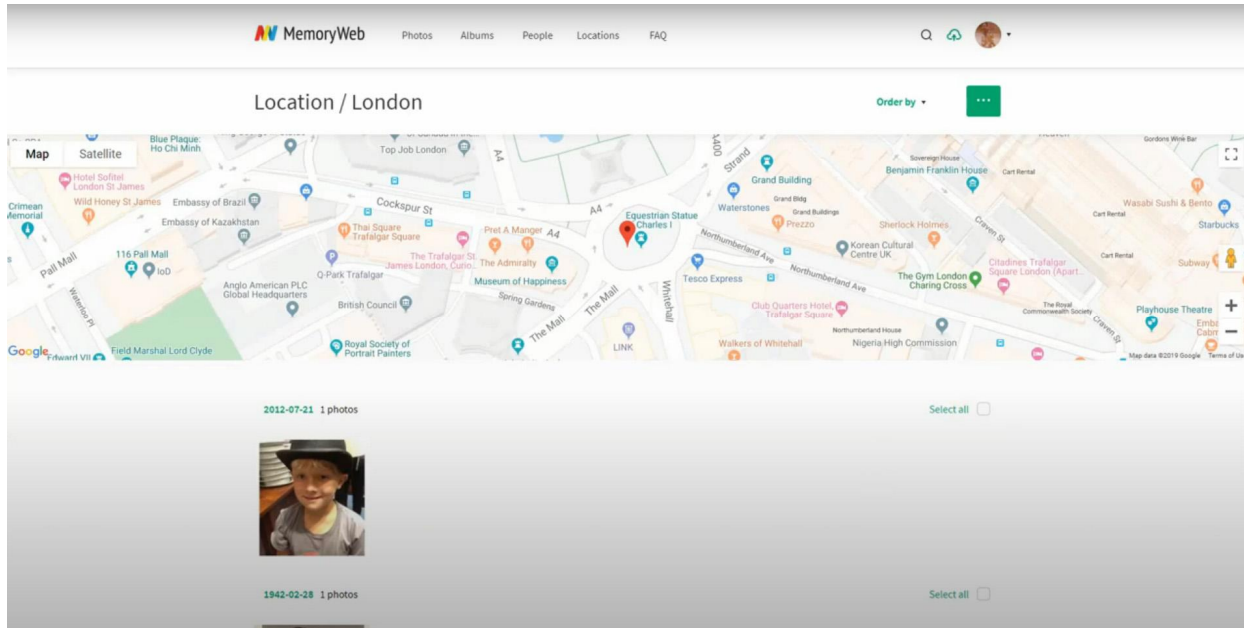 MemoryWeb
Photos
Albums
People
Locations
FAQ
Location / London
Order by
Map
Satellite
Blue Plaque:
Ho Chi Minh
Top Job London
A4
A400
Strand
Sovereign House
Benjamin Franklin House
Cart Rental
Gordons Wine Bar
Hotel Sofitel
London St James
Wild Honey St James
Embassy of Brazil
Crimean
Memorial
Embassy of Kazakhstan
Cockspur St
Thai Square
Trafalgar Square
Pret A Manger
A4
A4
Equestrian Statue
Charles I
Grand Building
Waterstones
Grand Bldg
Grand Buildings
Prezzo
Sherlock Holmes
Craven St
Cart Rental
Wasabi Sushi & Bento
Starbucks
116 Pall Mall
IoD
Pall Mall
Q-Park Trafalgar
The Trafalgar St
James London, Curio..
The Admiralty
Museum of Happiness
Northumberland Ave
Korean Cultural
Centre UK
Citadines Trafalgar
Square London (Apart..
Cart Rental
Subway
Anglo American PLC
Global Headquarters
Tesco Express
Northumberland Ave
The Gym London
Charing Cross
British Council
Spring Gardens
The Mall
Whitehall
Club Quarters Hotel,
Trafalgar Square
The Royal
Commonwealth Society
Playhouse Theatre
Waterloo Pl
Craven St
Northumberland House
Nigeria High Commission
Royal Society of
Portrait Painters
The Mall
LINK
Walkers of Whitehall
Google
Edward VII
Field Marshal Lord Clyde
Map data ©2019 Google
Terms of Us
2012-07-21 1 photos
Select all
1942-02-28 1 photos
Select all